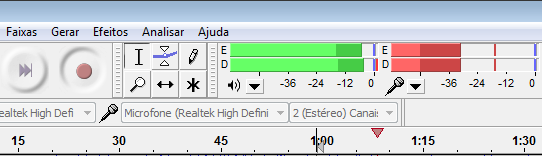 Faixas Gerar Efeitos Analisar Ajuda
E E
D D
-36 -24 -12 0 -36 -24 -12 0
ealtek High Defi Microfone (Realtek High Defini 2 (Estéreo) Canais
15 30 45 1:00 1:15 1:30